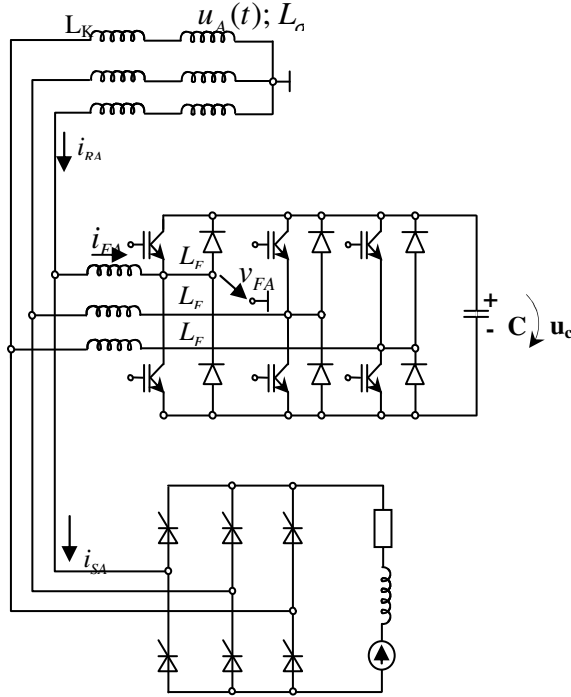 L_K u_A(t); L_σ
i_RA
i_FA
L_F
v_FA
L_F
L_F
+
- C u_c
i_SA